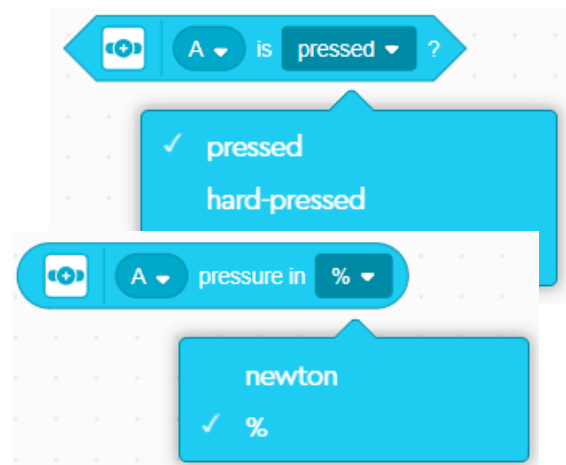 A is pressed ?
pressed
hard-pressed
A pressure in %
newton
%